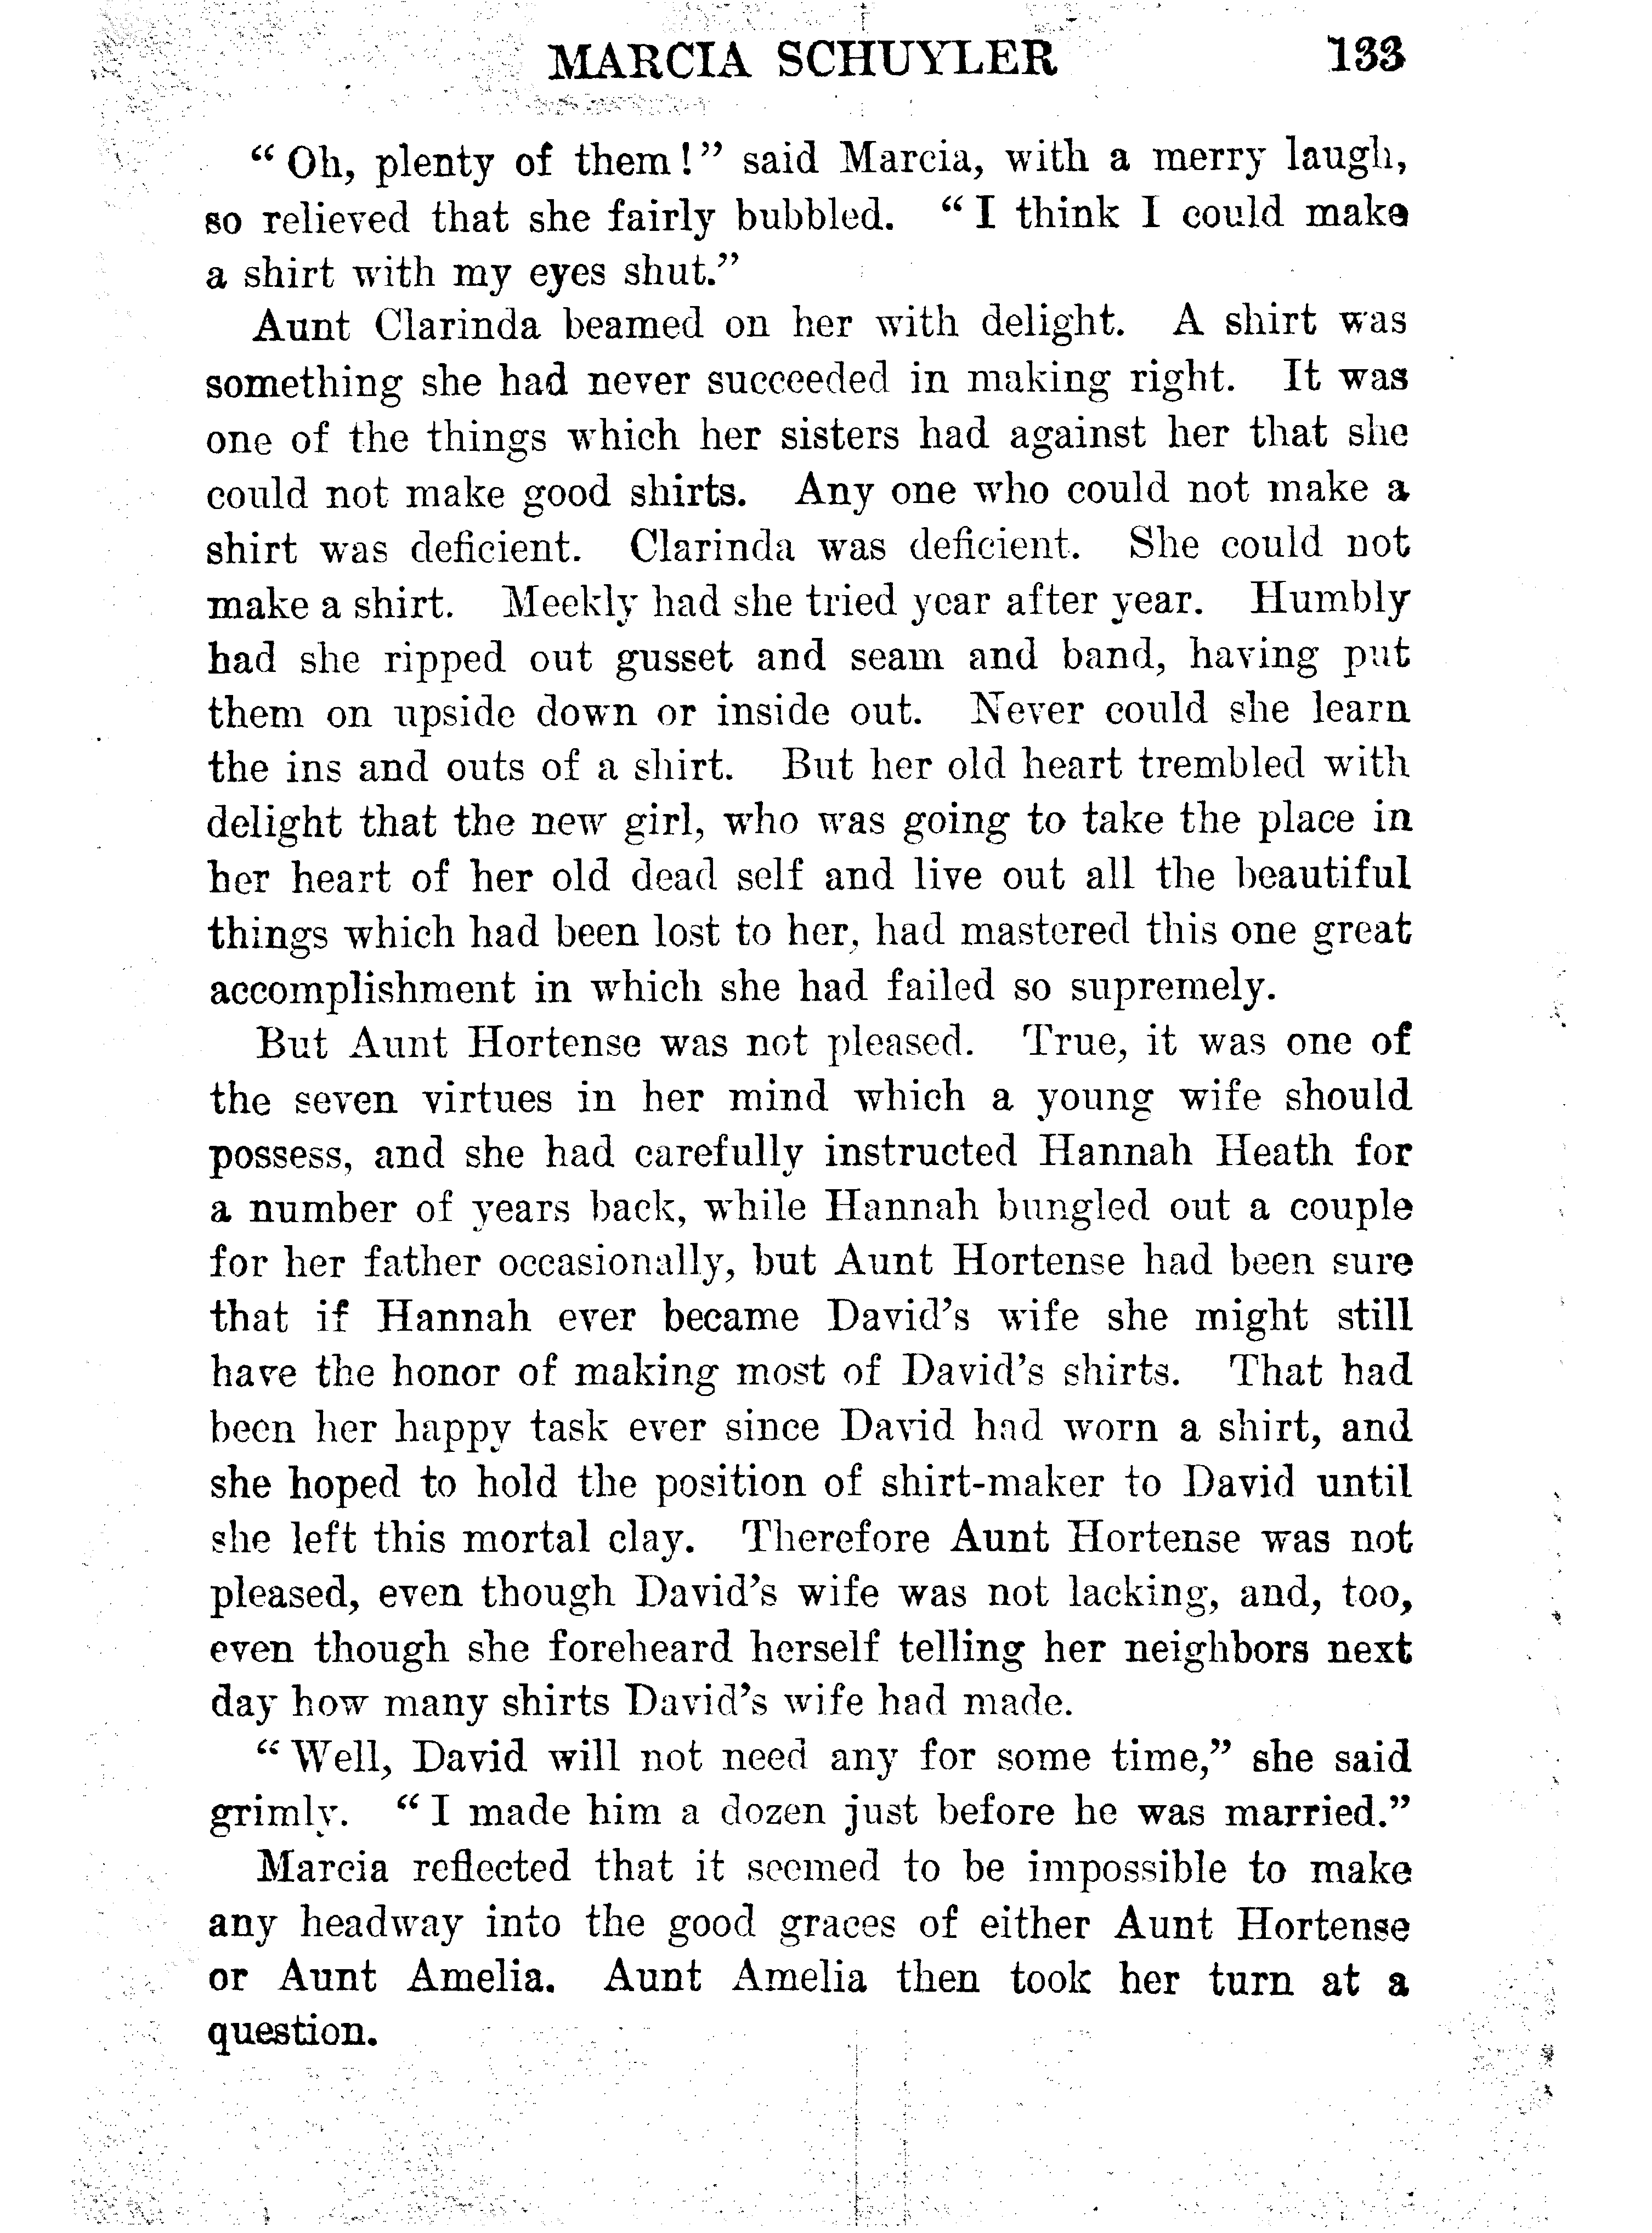 MARCIA SCHUYLER 133
“Oh, plenty of them!” said Marcia, with a merry laugh,
so relieved that she fairly bubbled. “I think I could make
a shirt with my eyes shut.”
Aunt Clarinda beamed on her with delight. A shirt was
something she had never succeeded in making right. It was
one of the things which her sisters had against her that she
could not make good shirts. Any one who could not make a
shirt was deficient. Clarinda was deficient. She could not
make a shirt. Meekly had she tried year after year. Humbly
had she ripped out gusset and seam and band, having put
them on upside down or inside out. Never could she learn
the ins and outs of a shirt. But her old heart trembled with
delight that the new girl, who was going to take the place in
her heart of her old dead self and live out all the beautiful
things which had been lost to her, had mastered this one great
accomplishment in which she had failed so supremely.
But Aunt Hortense was not pleased. True, it was one of
the seven virtues in her mind which a young wife should
possess, and she had carefully instructed Hannah Heath for
a number of years back, while Hannah bungled out a couple
for her father occasionally, but Aunt Hortense had been sure
that if Hannah ever became David’s wife she might still
have the honor of making most of David’s shirts. That had
been her happy task ever since David had worn a shirt, and
she hoped to hold the position of shirt-maker to David until
she left this mortal clay. Therefore Aunt Hortense was not
pleased, even though David’s wife was not lacking, and, too,
even though she foreheard herself telling her neighbors next
day how many shirts David’s wife had made.
“Well, David will not need any for some time,” she said
grimly. “I made him a dozen just before he was married.”
Marcia reflected that it seemed to be impossible to make
any headway into the good graces of either Aunt Hortense
or Aunt Amelia. Aunt Amelia then took her turn at a
question.